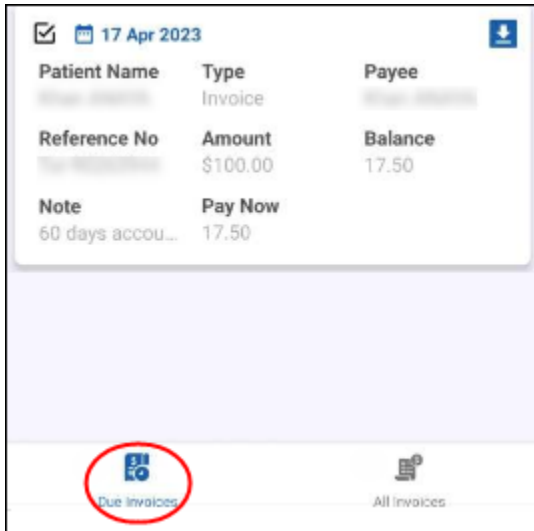 17 Apr 2023
Patient Name Type Payee
Invoice
Reference No Amount Balance
$100.00 17.50
Note Pay Now
60 days accou... 17.50
Due Invoices All Invoices